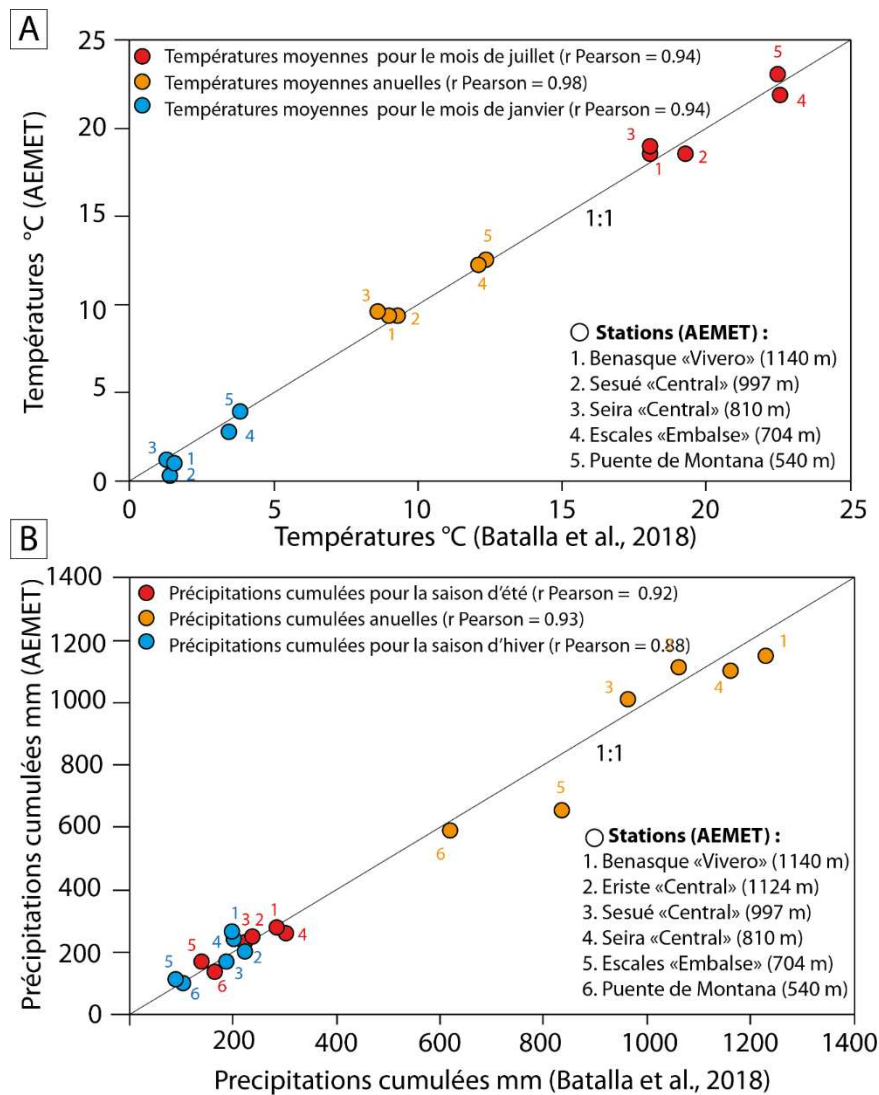 A
25
20
15
10
5
0
Températures °C (AEMET)
Températures moyennes pour le mois de juillet (r Pearson = 0.94)
Températures moyennes anuelles (r Pearson = 0.98)
Températures moyennes pour le mois de janvier (r Pearson = 0.94)
5
4
3
1
2
1:1
5
4
3
1
2
5
4
3
1
2
Stations (AEMET) :
1. Benasque «Vivero» (1140 m)
2. Sesué «Central» (997 m)
3. Seira «Central» (810 m)
4. Escales «Embalse» (704 m)
5. Puente de Montana (540 m)
0 5 10 15 20 25
Températures °C (Batalla et al., 2018)
B
1400
1200
1000
800
600
400
200
0
Précipitations cumulées mm (AEMET)
Précipitations cumulées pour la saison d'été (r Pearson = 0.92)
Précipitations cumulées anuelles (r Pearson = 0.93)
Précipitations cumulées pour la saison d'hiver (r Pearson = 0.88)
1
3
4
1:1
5
6
1
4
3 2
1
4
5
2
3
5
6
6
Stations (AEMET) :
1. Benasque «Vivero» (1140 m)
2. Eriste «Central» (1124 m)
3. Sesué «Central» (997 m)
4. Seira «Central» (810 m)
5. Escales «Embalse» (704 m)
6. Puente de Montana (540 m)
200 400 600 800 1000 1200 1400
Precipitations cumulées mm (Batalla et al., 2018)